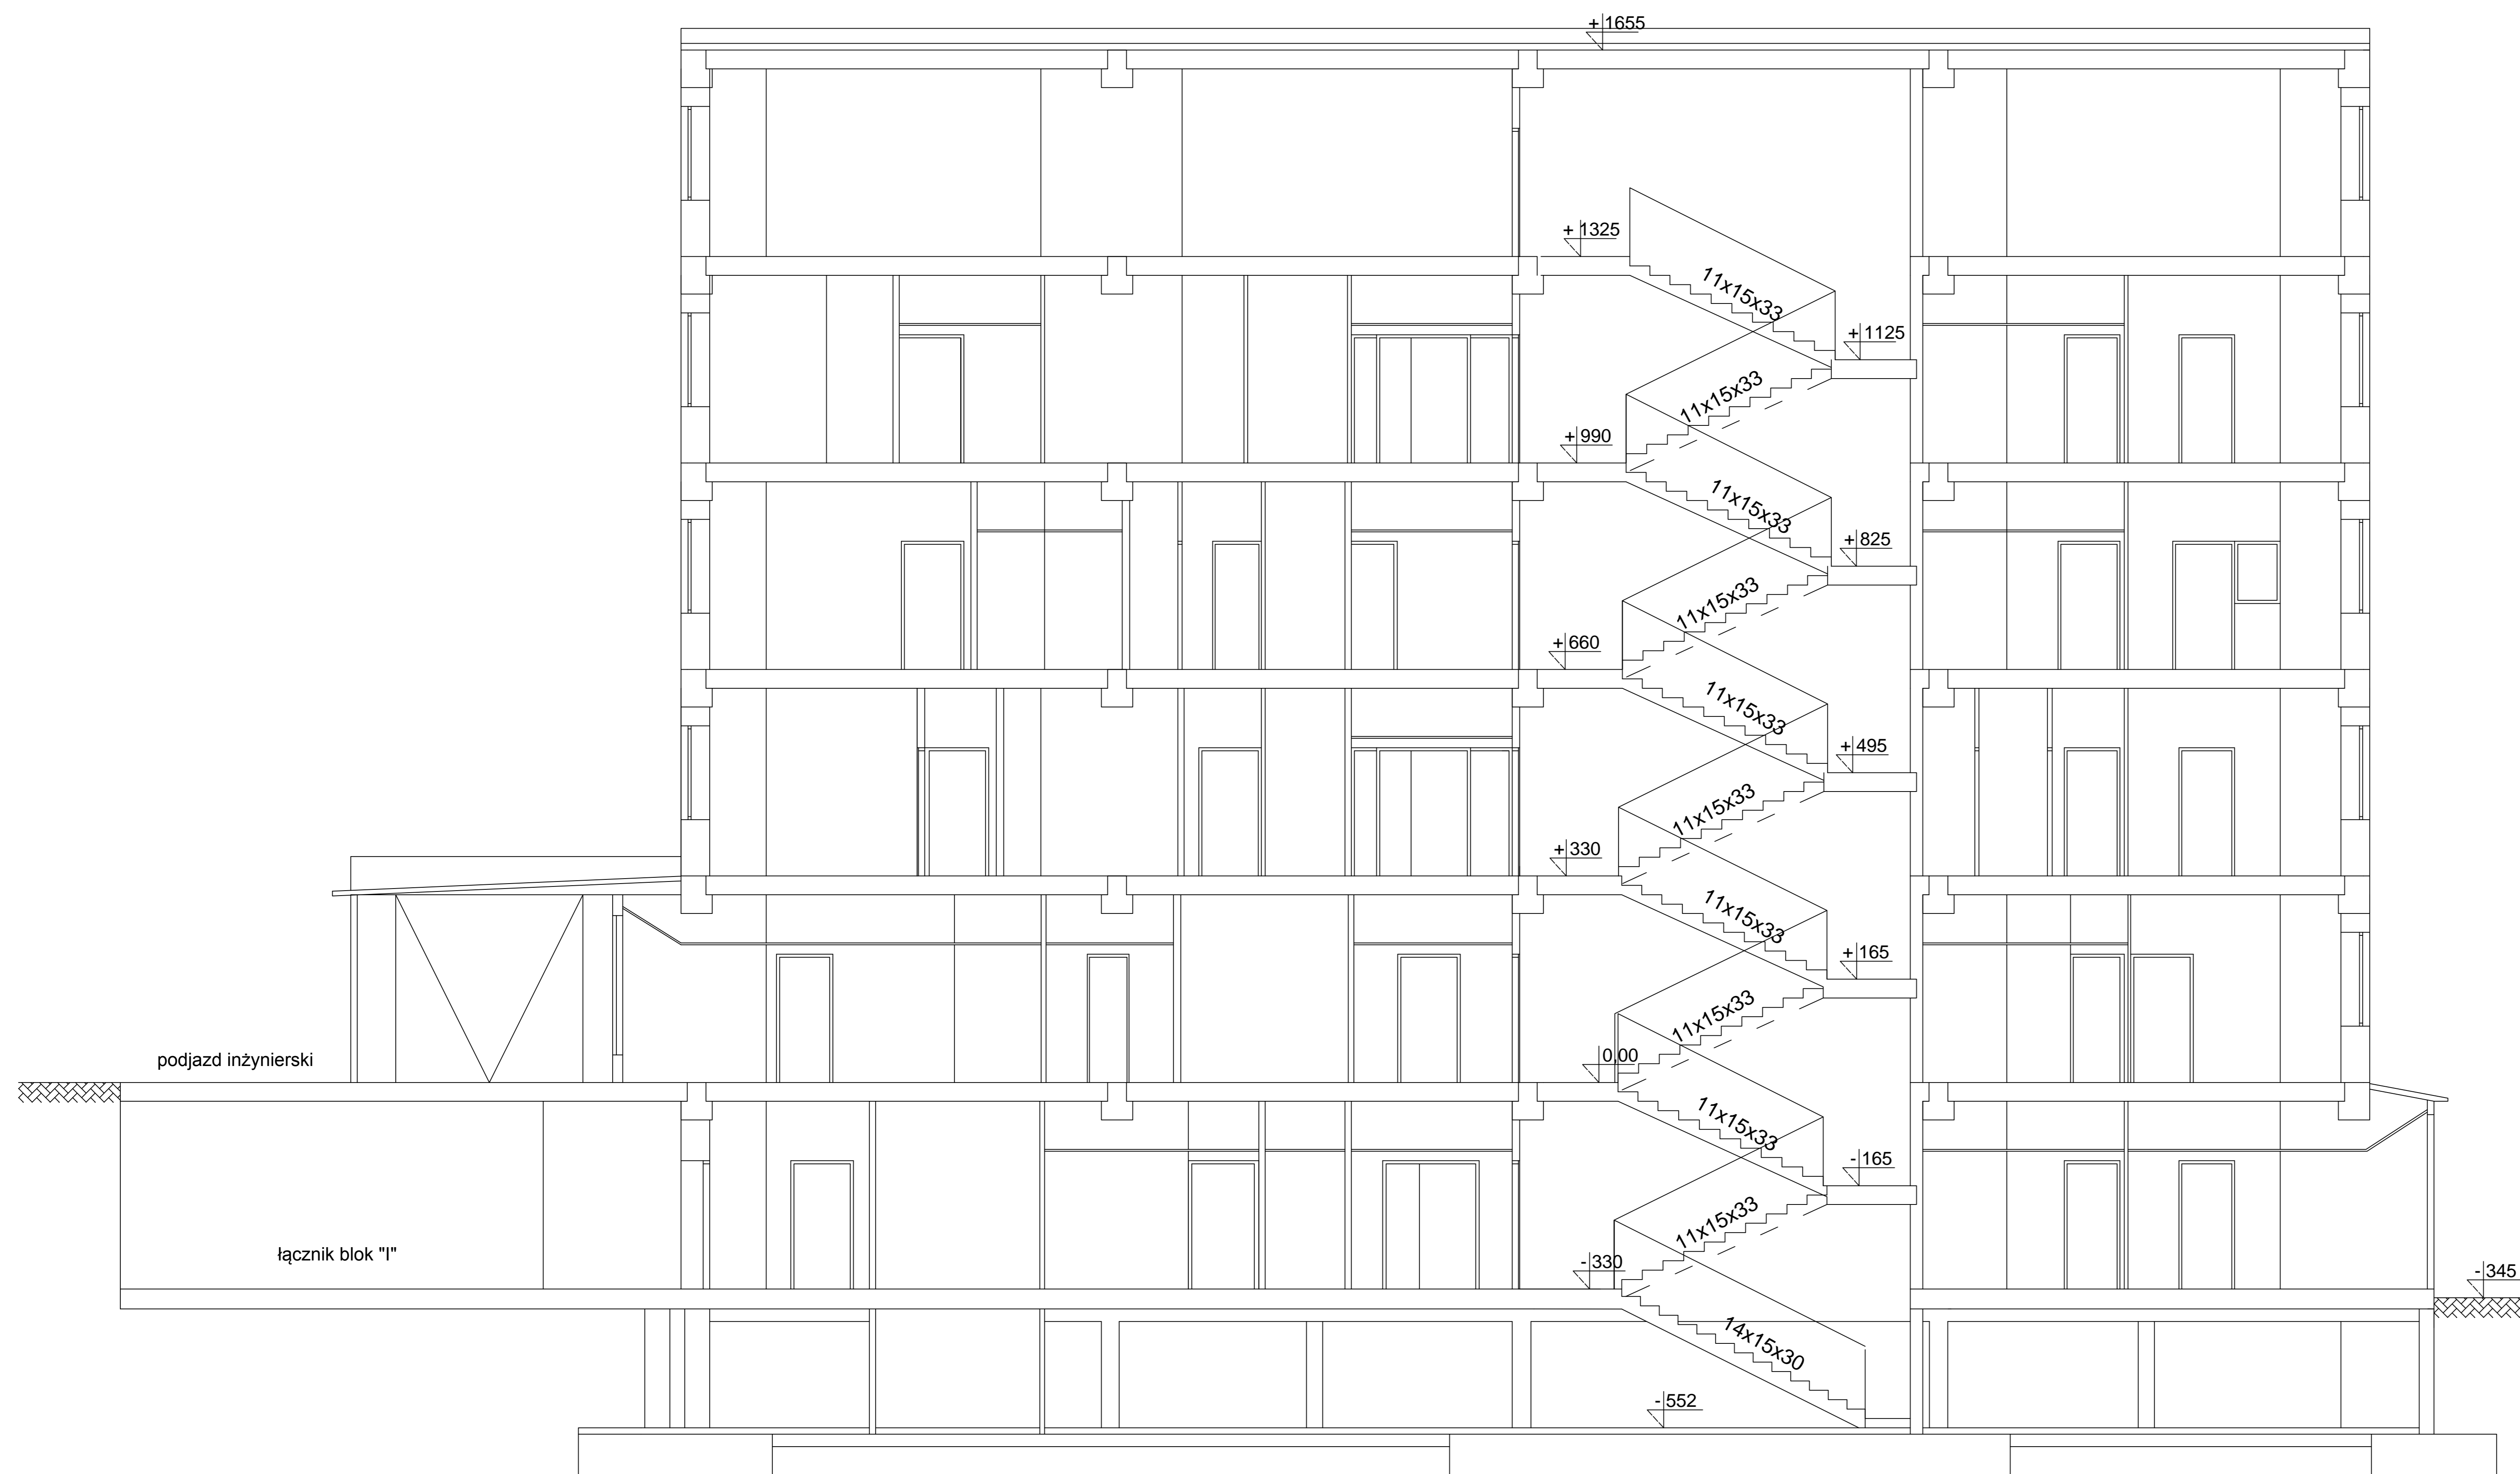 + 1655
+ 1325
11x15x33
+ 1125
11x15x33
+ 990
11x15x33
+ 825
11x15x33
+ 660
11x15x33
+ 495
11x15x33
+ 330
11x15x33
+ 165
11x15x33
0,00
podjazd inżynierski
11x15x33
- 165
11x15x33
łącznik blok "I"
- 330
- 345
14x15x30
- 552